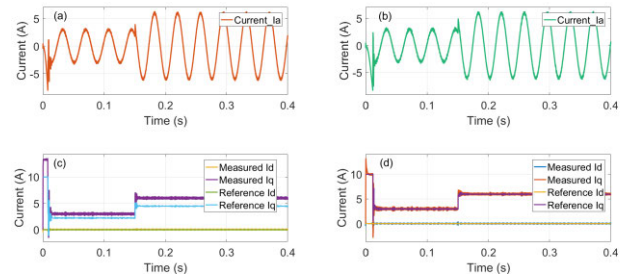 (a)
Current_Ia
5
0
-5
Current (A)
0 0.1 0.2 0.3 0.4
Time (s)
(b)
Current_Ia
5
0
-5
Current (A)
0 0.1 0.2 0.3 0.4
Time (s)
(c)
Measured Id
Measured Iq
Reference Id
Reference Iq
10
5
0
Current (A)
0 0.1 0.2 0.3 0.4
Time (s)
(d)
Measured Id
Measured Iq
Reference Id
Reference Iq
10
5
0
Current (A)
0 0.1 0.2 0.3 0.4
Time (s)